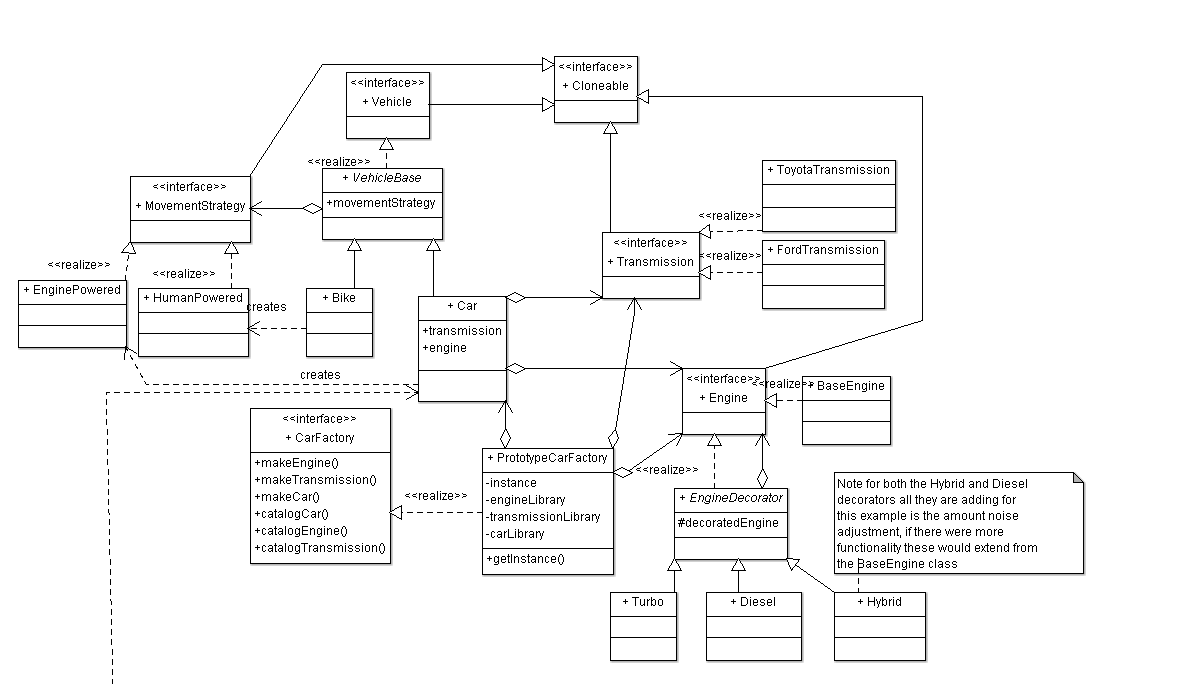 <<interface>>
+ Cloneable
<<interface>>
+ Vehicle
<<realize>>
+ VehicleBase
+movementStrategy
<<interface>>
+ MovementStrategy
+ ToyotaTransmission
<<realize>>
<<interface>>
+ Transmission
<<realize>>
+ FordTransmission
<<realize>>
<<realize>>
+ EnginePowered
+ HumanPowered
creates
+ Bike
+ Car
+transmission
+engine
creates
<<interface>>
+ Engine
<<realize>>
+ BaseEngine
<<interface>>
+ CarFactory
+makeEngine()
+makeTransmission()
+makeCar()
+catalogCar()
+catalogEngine()
+catalogTransmission()
<<realize>>
+ PrototypeCarFactory
-instance
-engineLibrary
-transmissionLibrary
-carLibrary
+getInstance()
<<realize>>
+ EngineDecorator
#decoratedEngine
Note for both the Hybrid and Diesel
decorators all they are adding for
this example is the amount noise
adjustment, if there were more
functionality these would extend from
the BaseEngine class
+ Turbo
+ Diesel
+ Hybrid